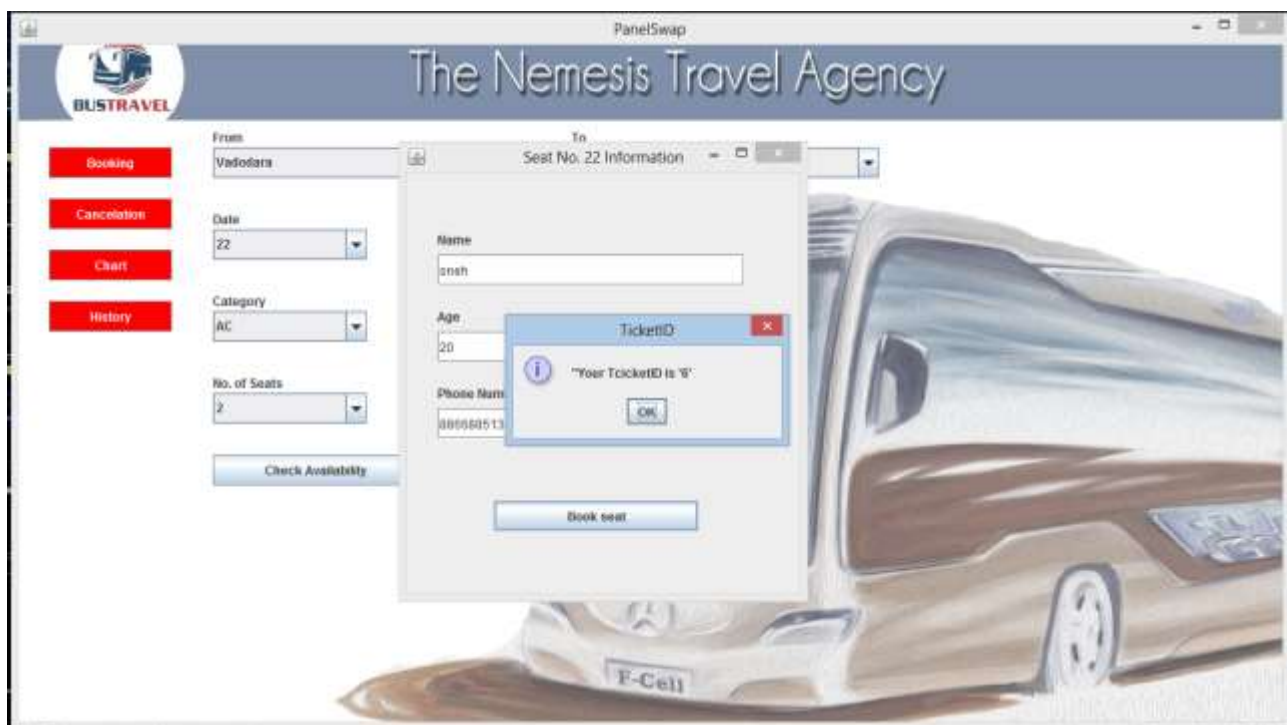 PanelSwap
BUSTRAVEL
The Nemesis Travel Agency
Booking
Cancelation
Chart
History
From
Vadodara
To
Date
22
Category
AC
No. of Seats
2
Check Availability
Seat No. 22 Information
Name
snsh
Age
20
Phone Num
TicketID
"Your TcicketID is '6'
OK
Book seat
F-Cell